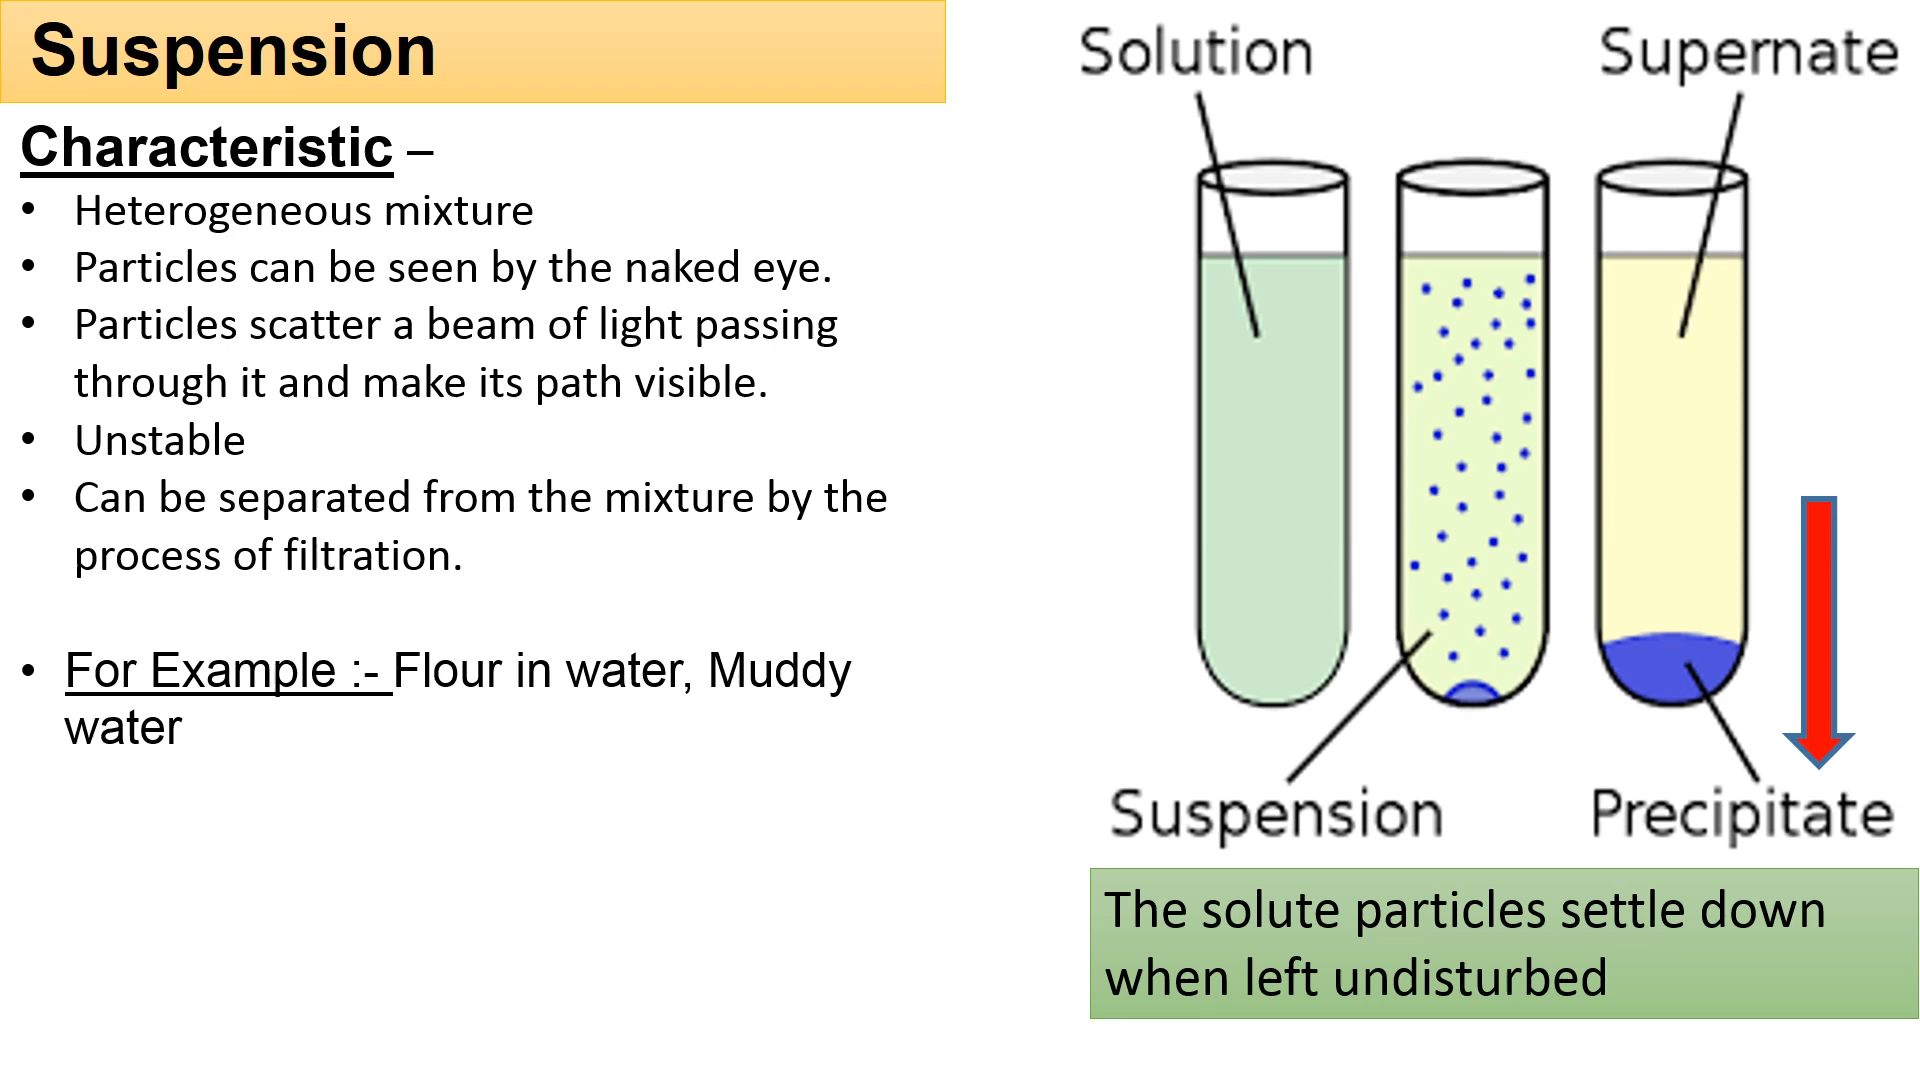 Suspension
Characteristic –
• Heterogeneous mixture
• Particles can be seen by the naked eye.
• Particles scatter a beam of light passing
through it and make its path visible.
• Unstable
• Can be separated from the mixture by the
process of filtration.
• For Example :- Flour in water, Muddy
water
Solution
Supernate
Suspension
Precipitate
The solute particles settle down
when left undisturbed